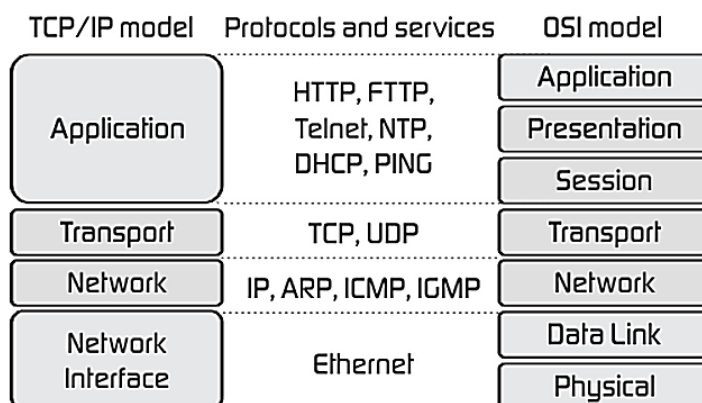 TCP/IP model
Protocols and services
OSI model
Application
HTTP, FTTP,
Telnet, NTP,
DHCP, PING
Application
Presentation
Session
Transport
TCP, UDP
Transport
Network
IP, ARP, ICMP, IGMP
Network
Network
Interface
Ethernet
Data Link
Physical